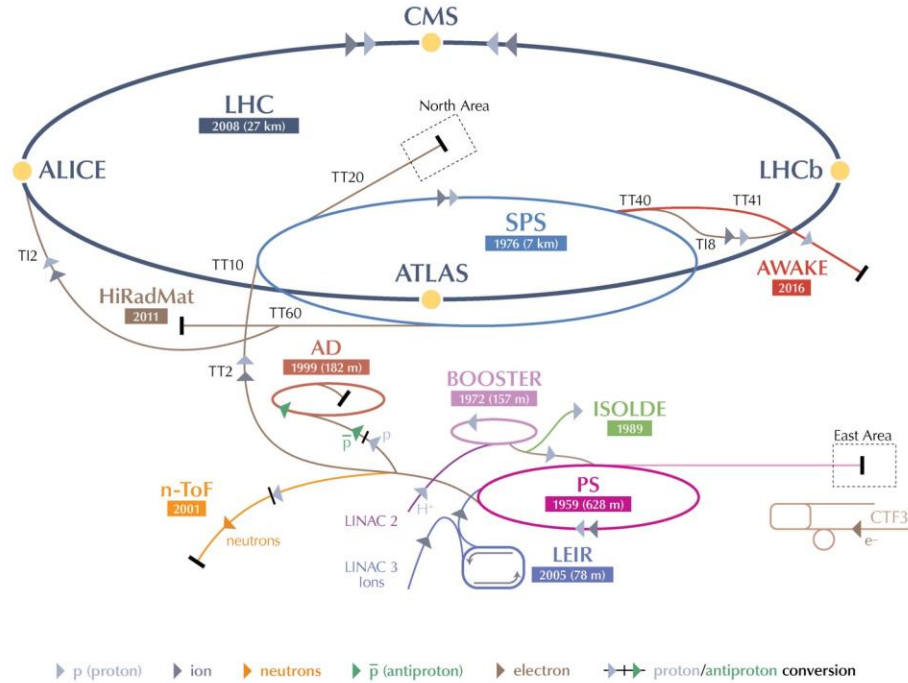 CMS
LHC
2008 (27 km)
North Area
ALICE
TT20
LHCb
TT40
TT41
SPS
1976 (7 km)
TI8
TI2
TT10
ATLAS
AWAKE
2016
HiRadMat
2011
TT60
AD
1999 (182 m)
TT2
BOOSTER
1972 (157 m)
ISOLDE
1989
p
p̅
East Area
n-ToF
2001
PS
1959 (628 m)
H+
LINAC 2
neutrons
CTF3
e-
LEIR
2005 (78 m)
LINAC 3
Ions
p (proton)
ion
neutrons
p̅ (antiproton)
electron
proton/antiproton conversion